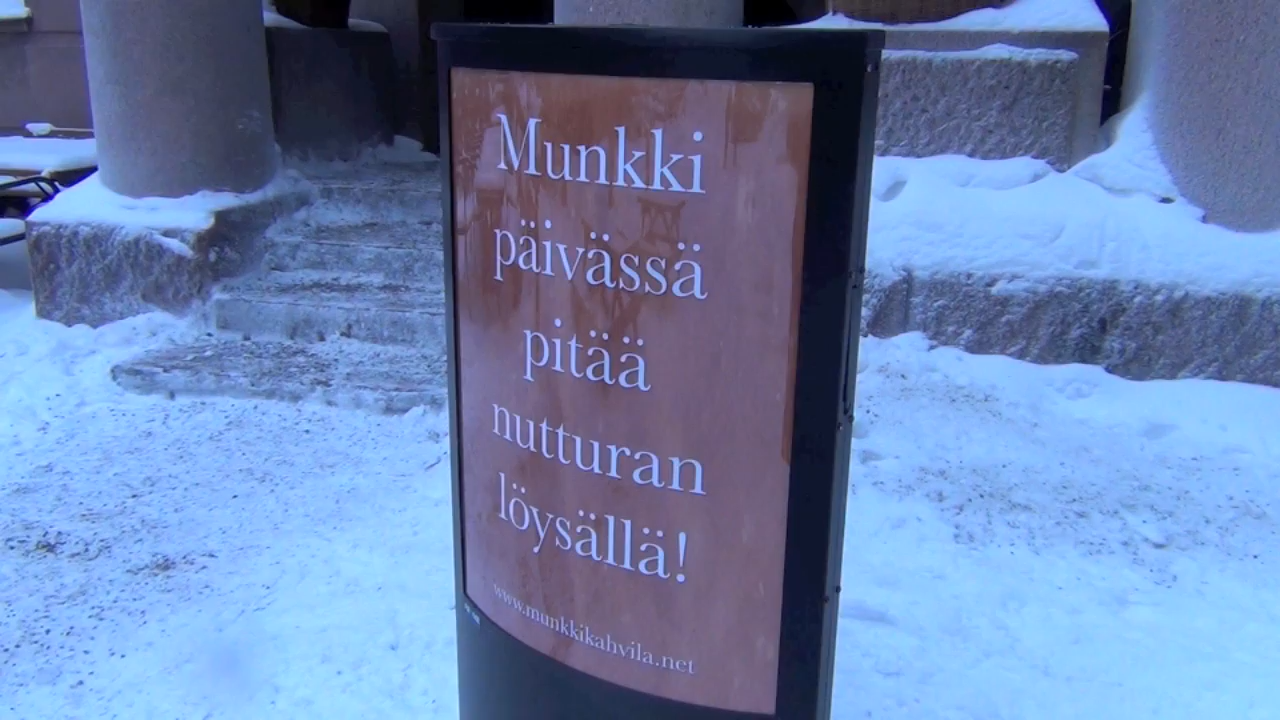 Munkki
päivässä
pitää
nutturan
löysällä!
www.munkkikahvila.net